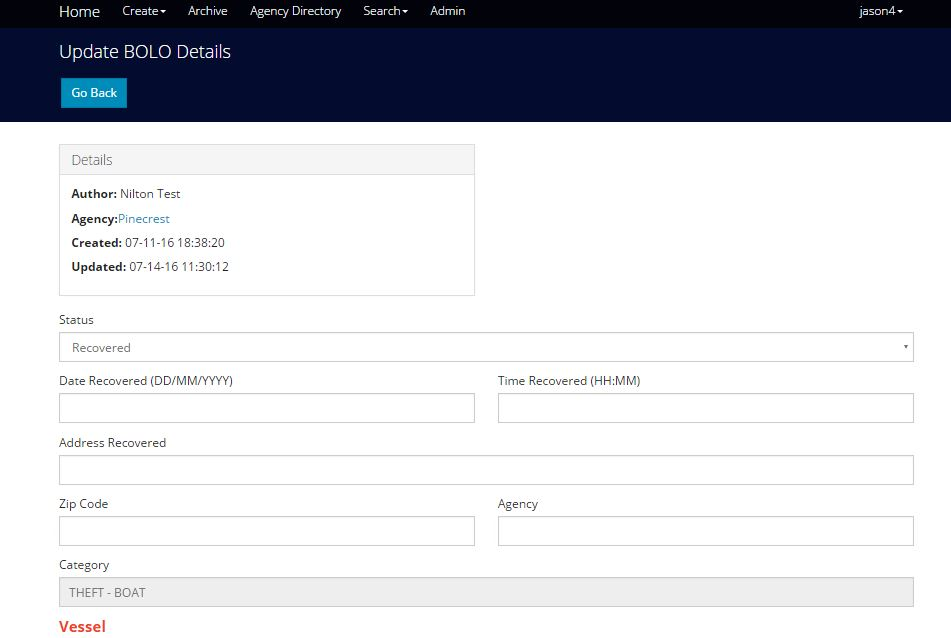 Home Create Archive Agency Directory Search Admin jason4
Update BOLO Details
Go Back
Details
Author: Nilton Test
Agency:Pinecrest
Created: 07-11-16 18:38:20
Updated: 07-14-16 11:30:12
Status
Recovered
Date Recovered (DD/MM/YYYY) Time Recovered (HH:MM)
Address Recovered
Zip Code Agency
Category
THEFT - BOAT
Vessel